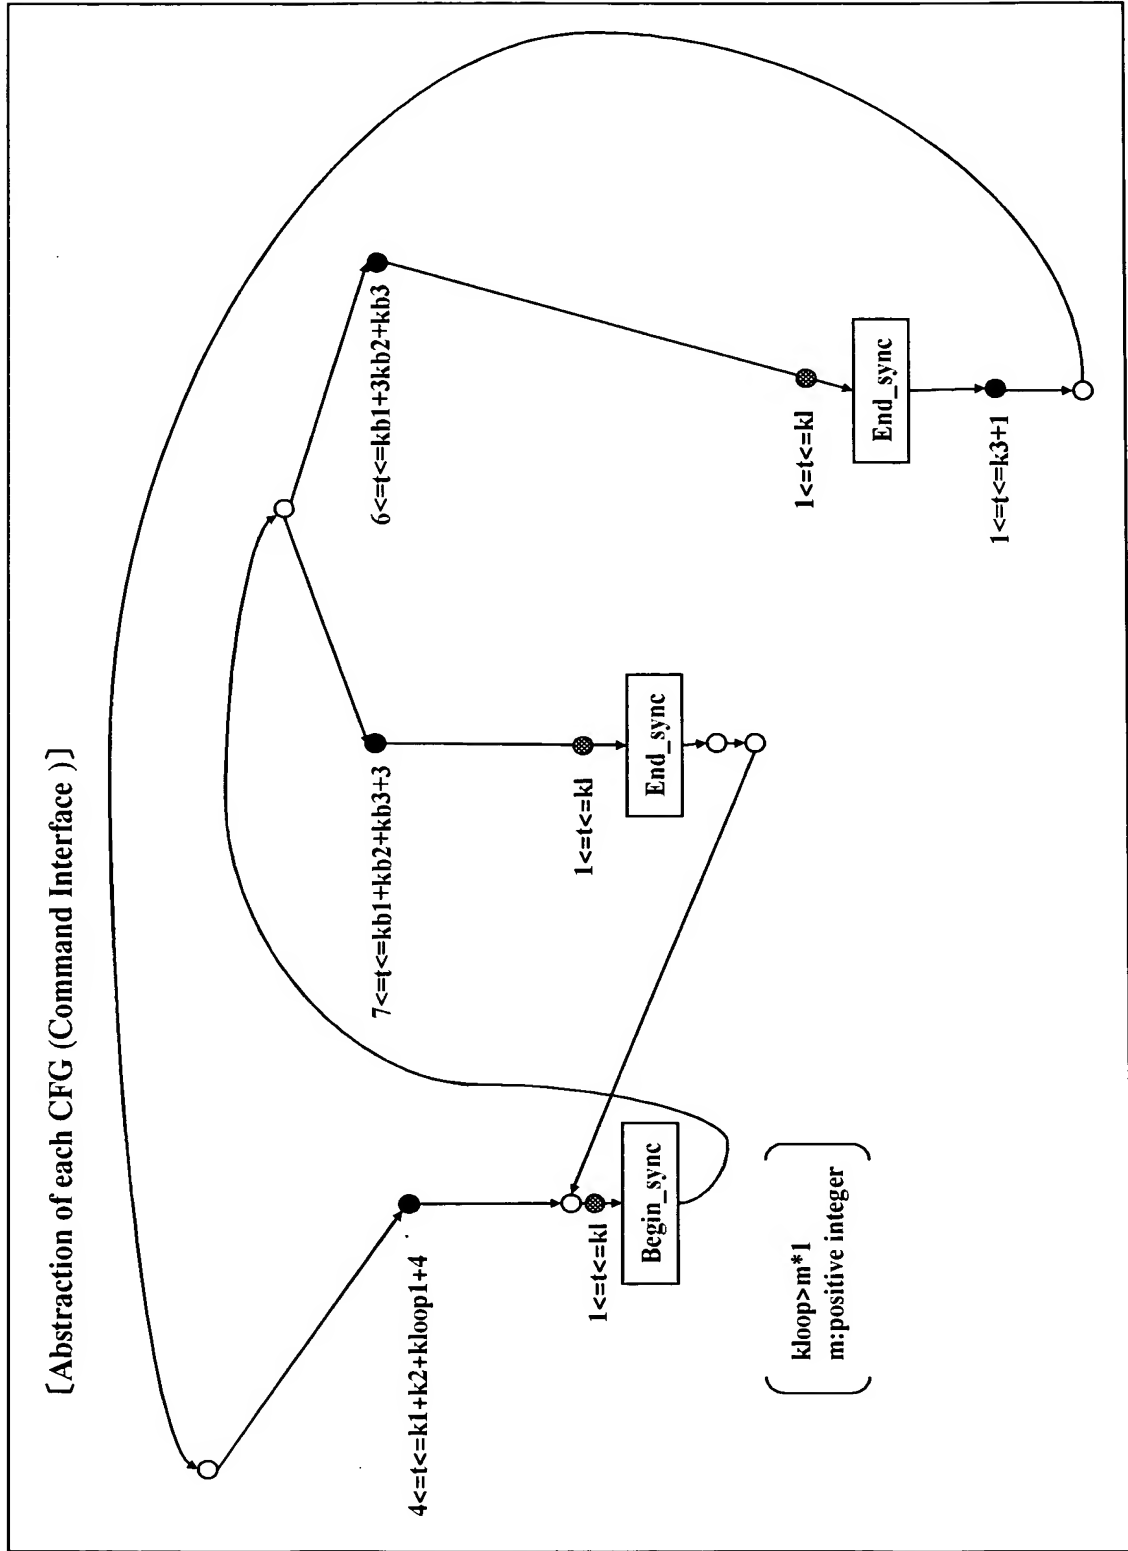 [Abstraction of each CFG (Command Interface )]
4<=t<=k1+k2+kloop1+4
7<=t<=kb1+kb2+kb3+3
6<=t<=kb1+3kb2+kb3
1<=t<=kl
1<=t<=kl
Begin_sync
End_sync
kloop>m*1
m:positive integer
1<=t<=kl
End_sync
1<=t<=k3+1